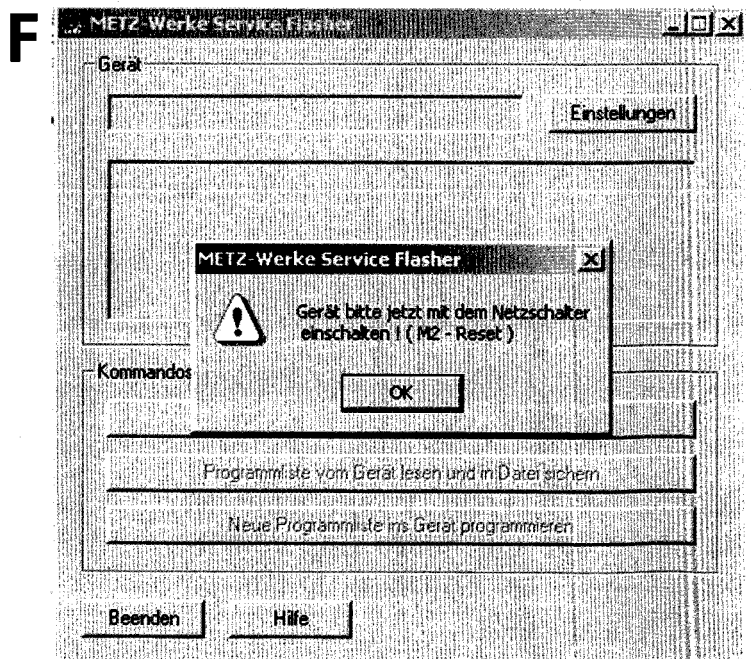 F
METZ-Werke Service Flasher
Gerät
Einstellungen
METZ-Werke Service Flasher
Gerät bitte jetzt mit dem Netzschalter
einschalten ! ( M2 - Reset )
OK
Kommandos
Programmliste vom Gerät lesen und in Datei sichern
Neue Programmliste ins Gerät programmieren
Beenden
Hilfe